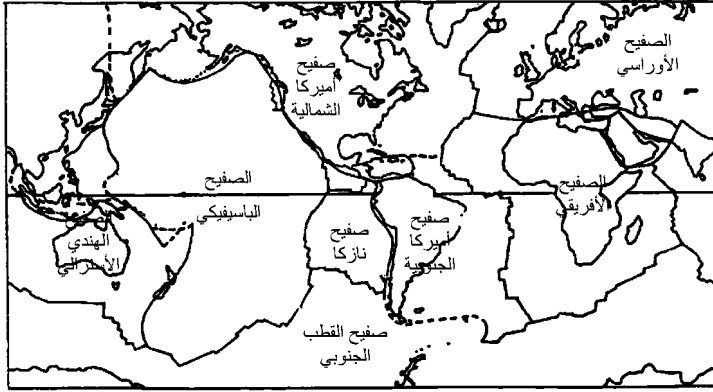 الصفيح
الأوراسي
صفيح
أميركا
الشمالية
الصفيح
الباسيفيكي
الصفيح
الأفريقي
صفيح
أميركا
الجنوبية
صفيح
نازكا
الهندي
الأسترالي
صفيح القطب
الجنوبي